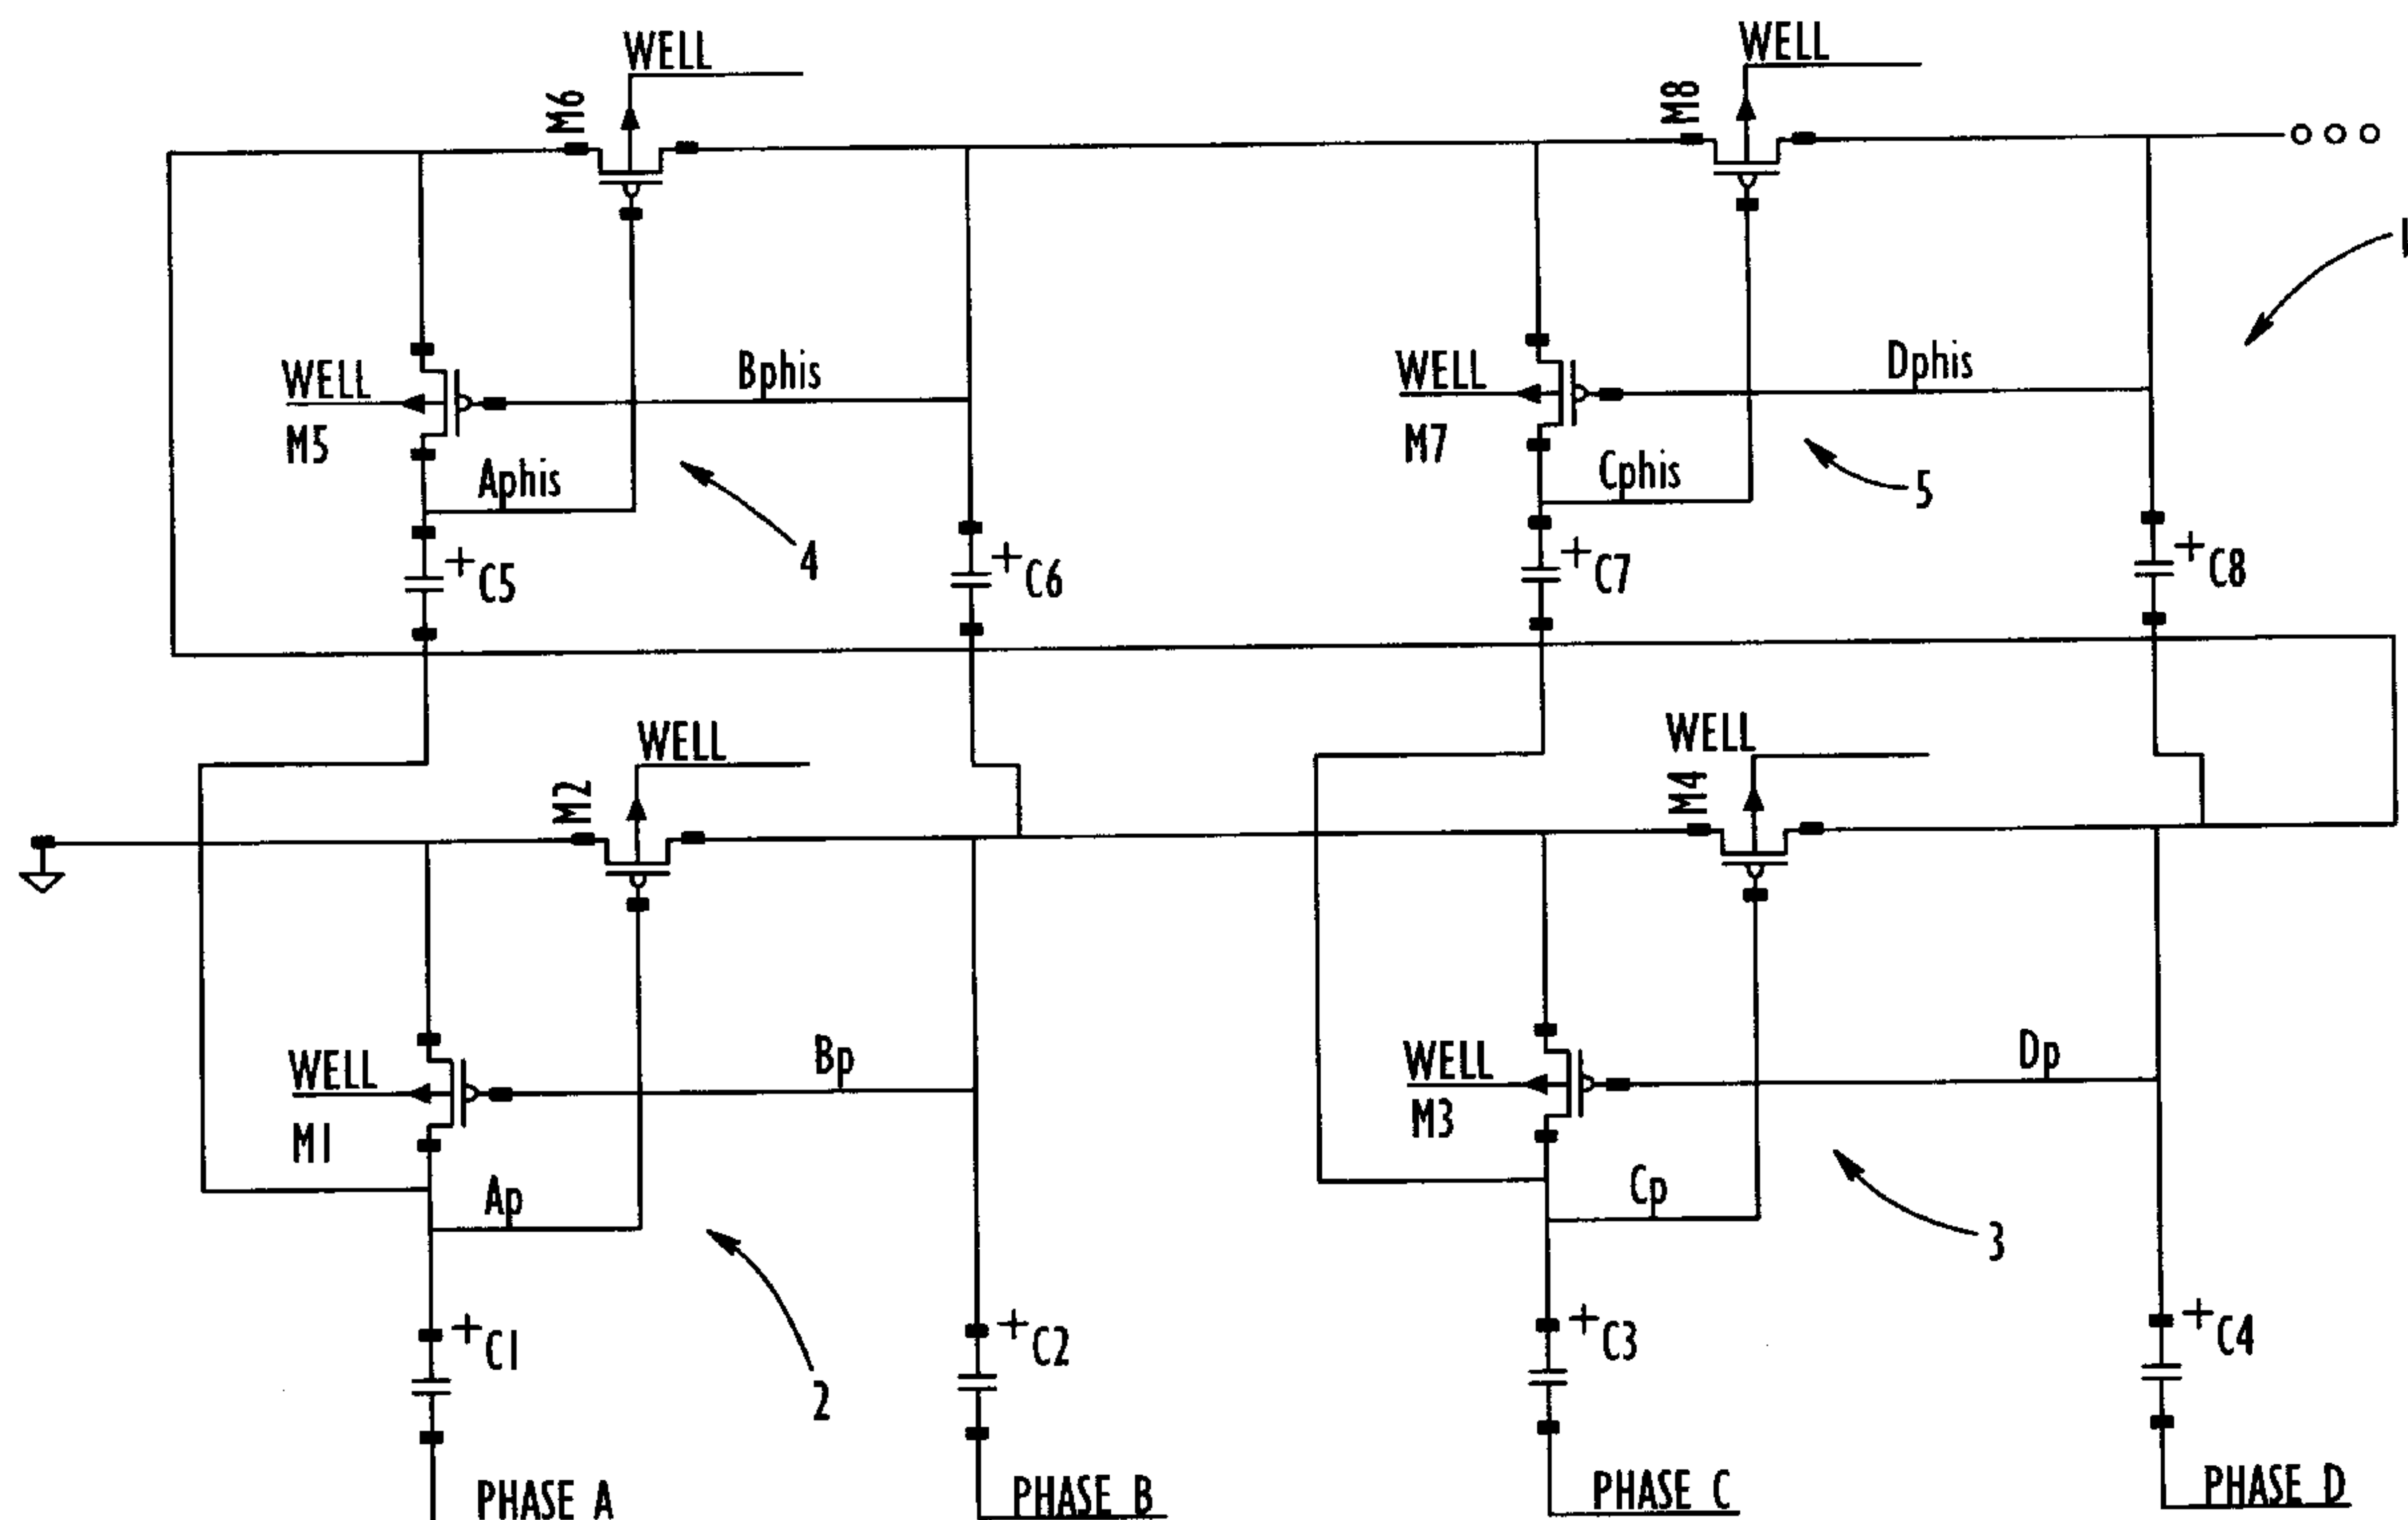 WELL
WELL
M6
M8
1
WELL
Bphis
WELL
Dphis
M5
M7
Aphis
Cphis
5
4
+C5
+C6
+C7
+C8
WELL
WELL
M2
M4
WELL
Bp
WELL
Dp
M1
M3
Ap
Cp
3
+C1
+C2
+C3
+C4
2
PHASE A
PHASE B
PHASE C
PHASE D